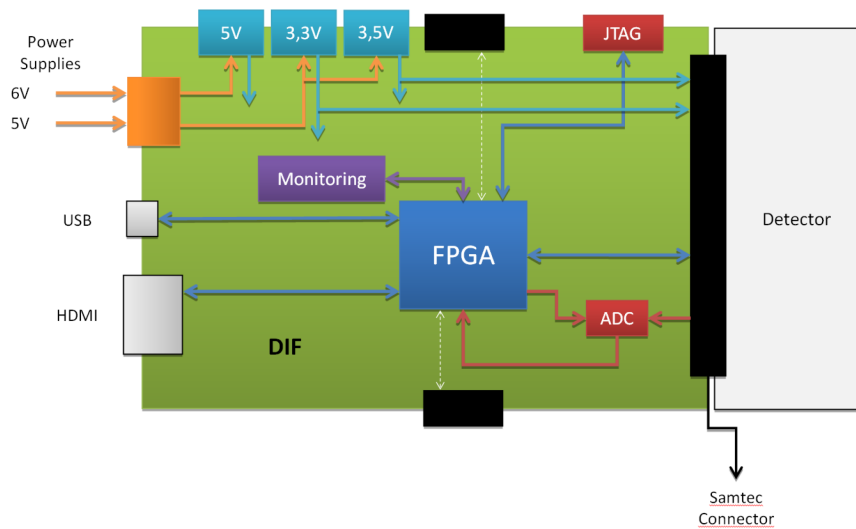 Power
Supplies
6V
5V
5V
3,3V
3,5V
JTAG
Monitoring
USB
FPGA
Detector
HDMI
ADC
DIF
Samtec
Connector